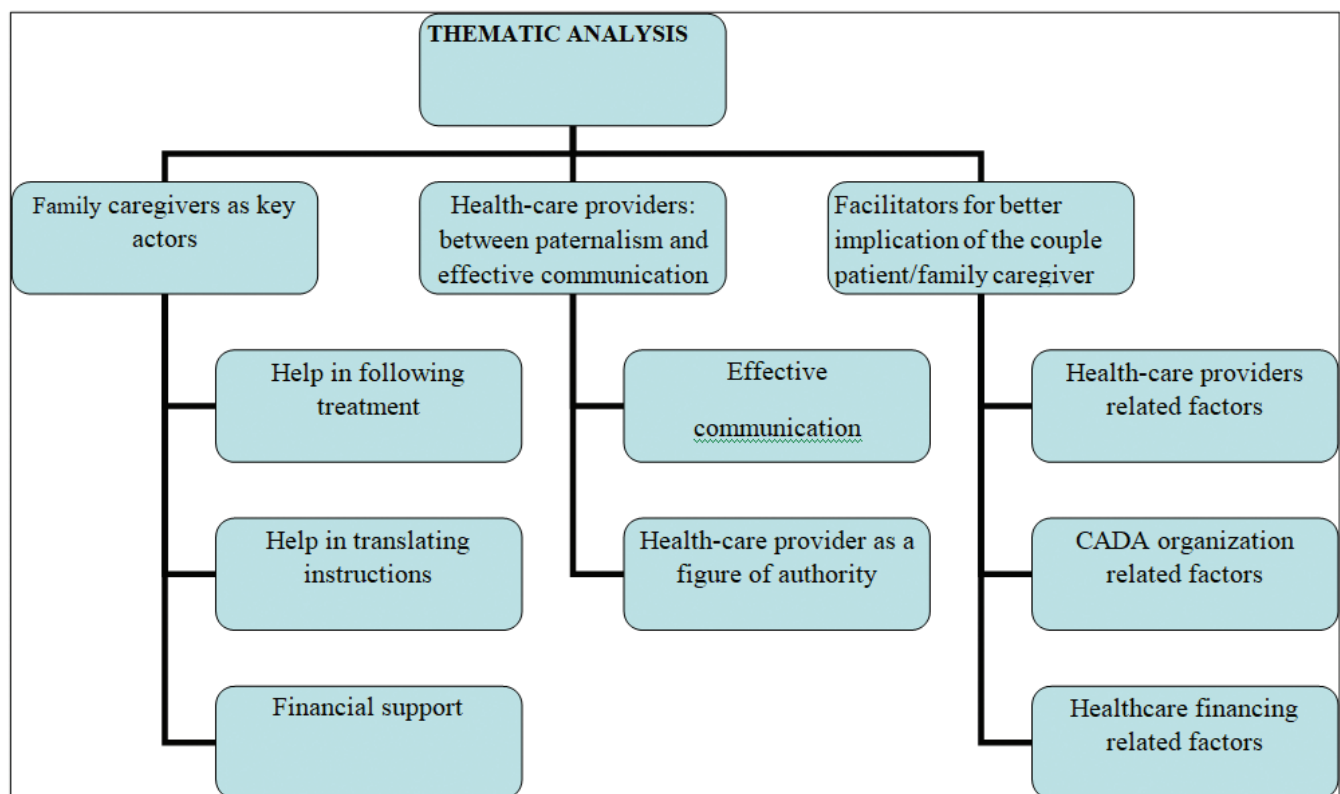 THEMATIC ANALYSIS
Family caregivers as key
actors
Health-care providers:
between paternalism and
effective communication
Facilitators for better
implication of the couple
patient/family caregiver
Help in following
treatment
Effective
communication
Health-care providers
related factors
Help in translating
instructions
Health-care provider as a
figure of authority
CADA organization
related factors
Financial support
Healthcare financing
related factors